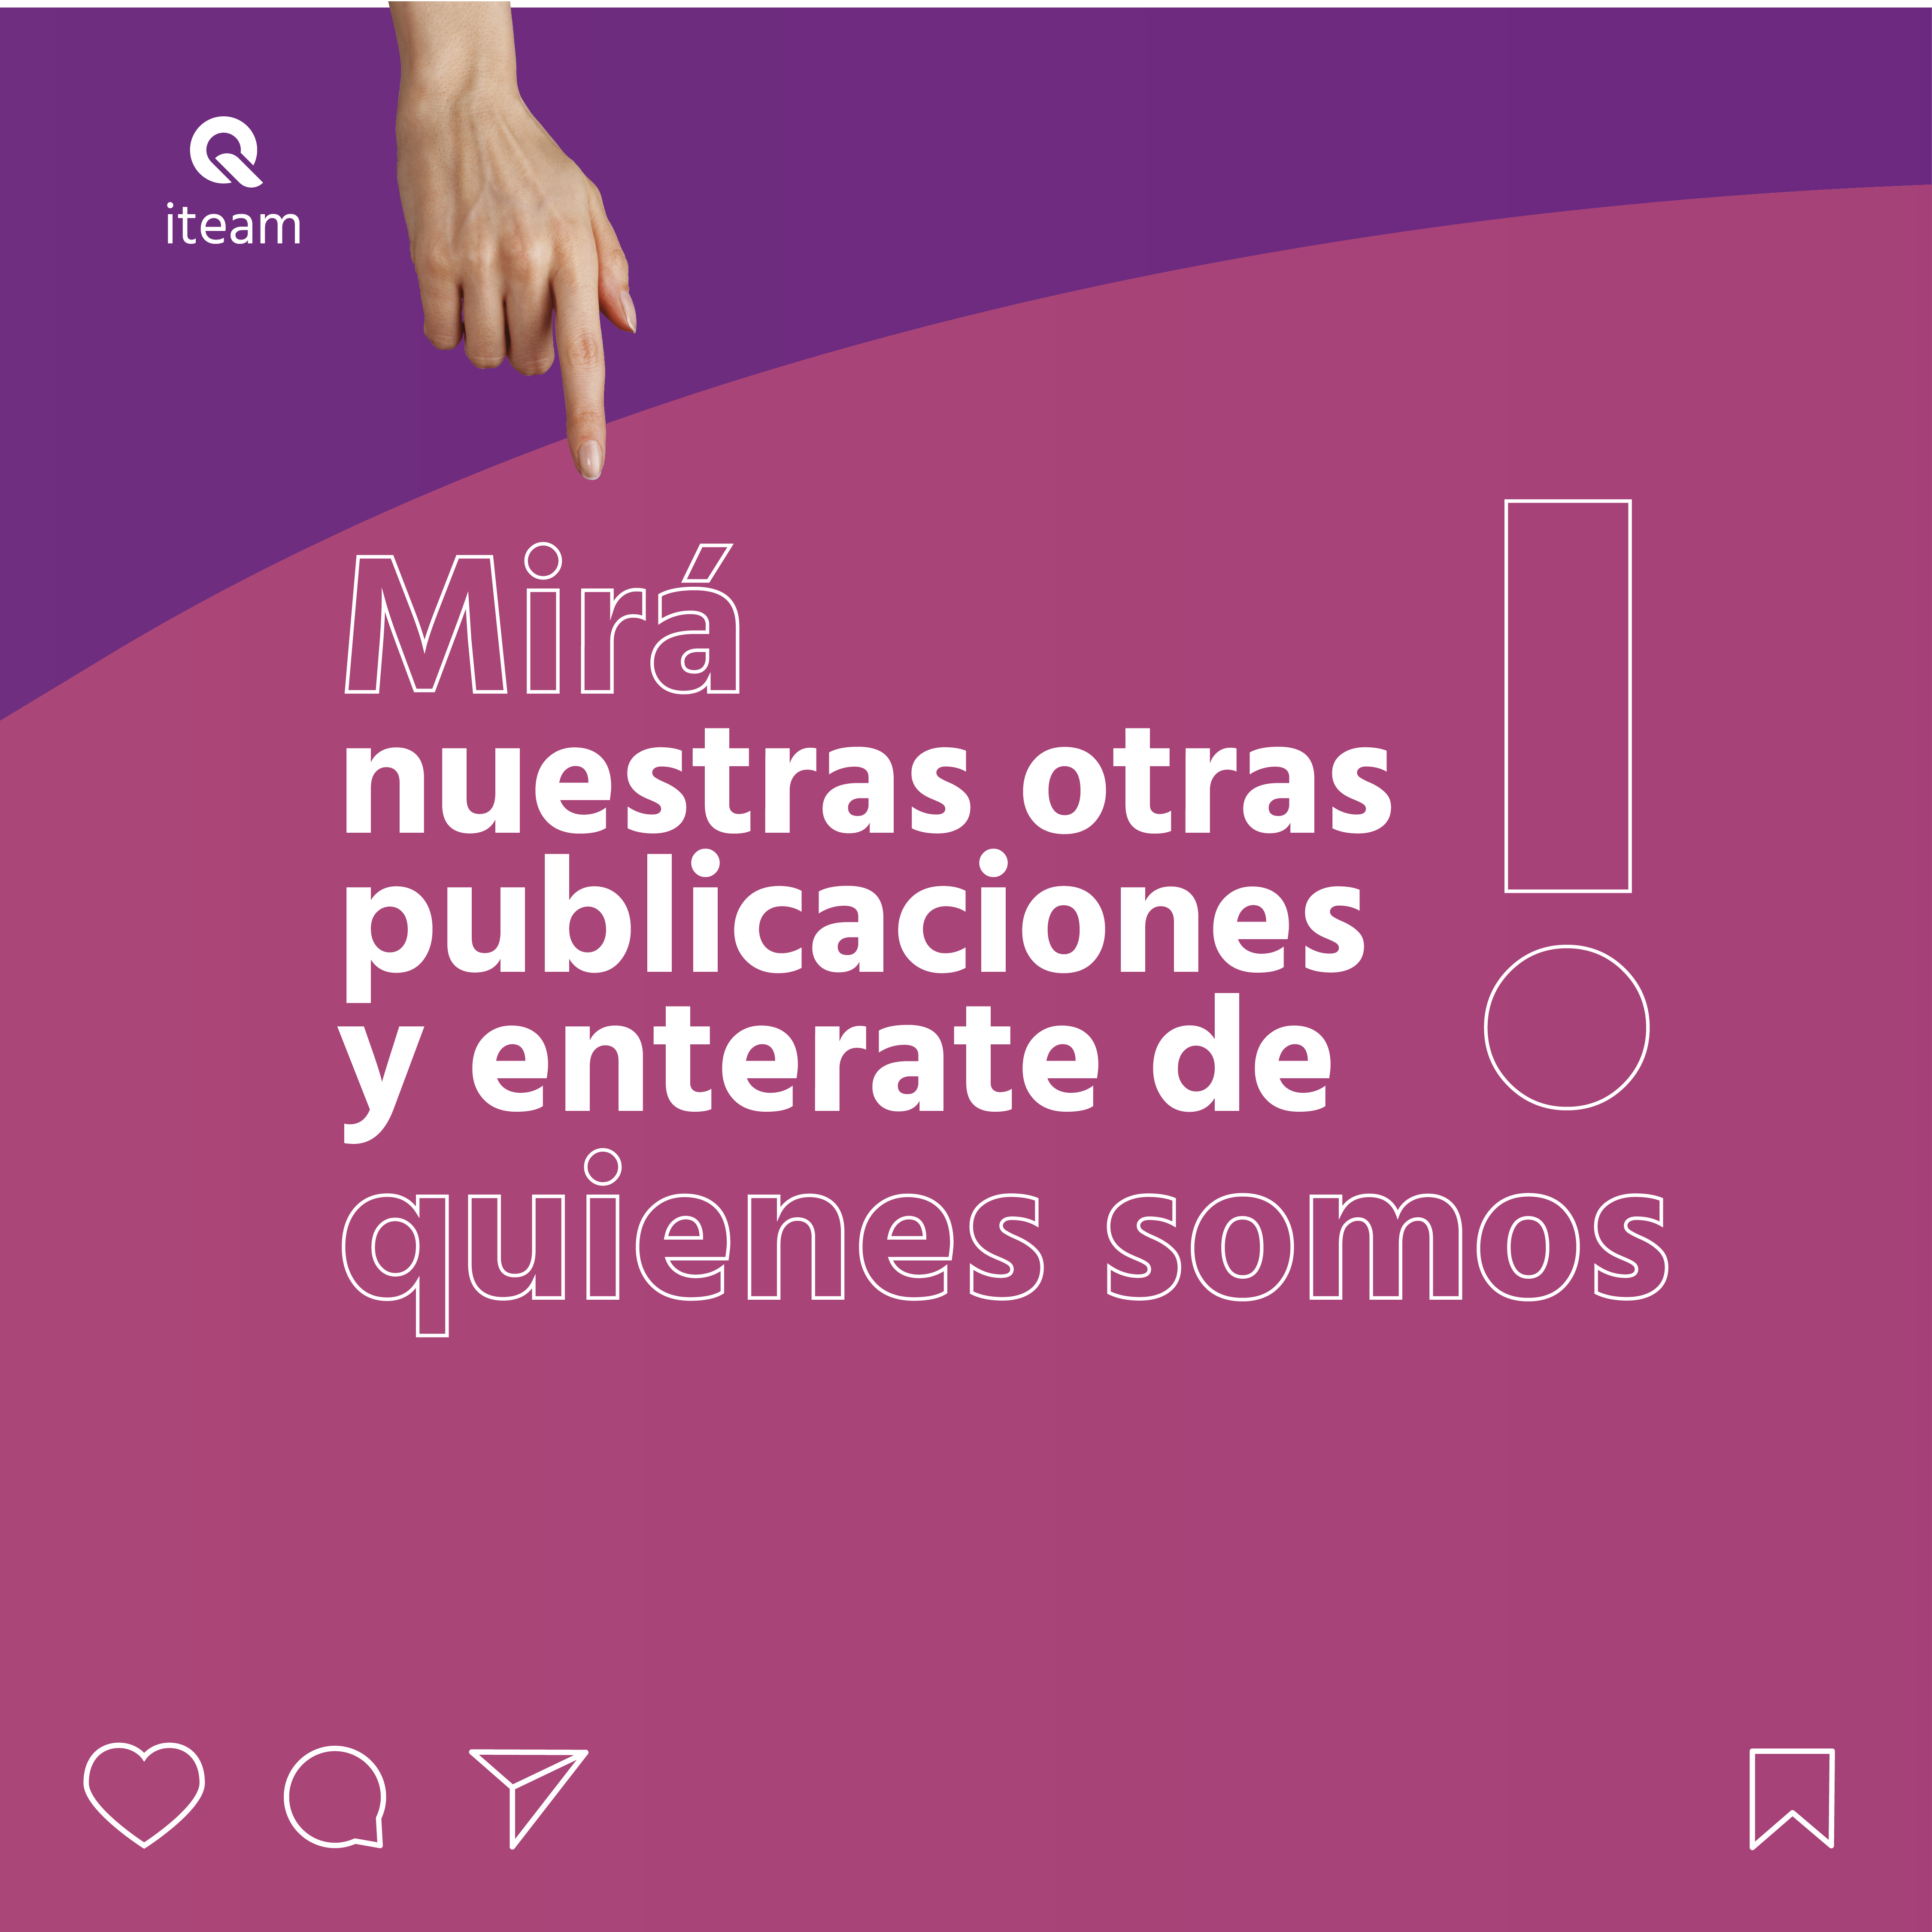 iteam
Mirá
nuestras otras
publicaciones
y enterate de
quienes somos
!